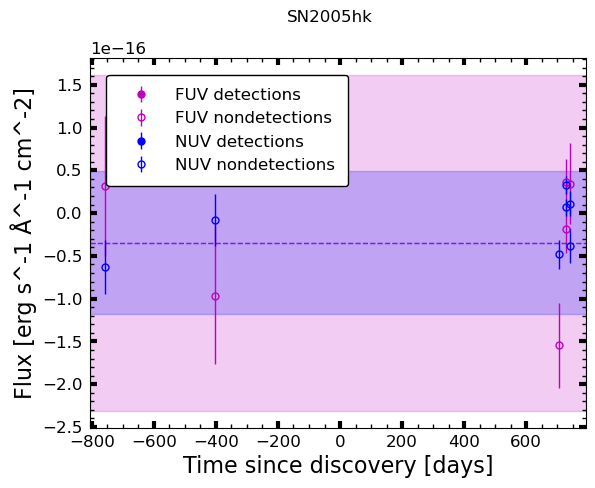 SN2005hk
1e−16
FUV detections
FUV nondetections
NUV detections
NUV nondetections
1.5
1.0
0.5
0.0
−0.5
−1.0
−1.5
−2.0
−2.5
Flux [erg s^-1 Å^-1 cm^-2]
−800 −600 −400 −200 0 200 400 600
Time since discovery [days]